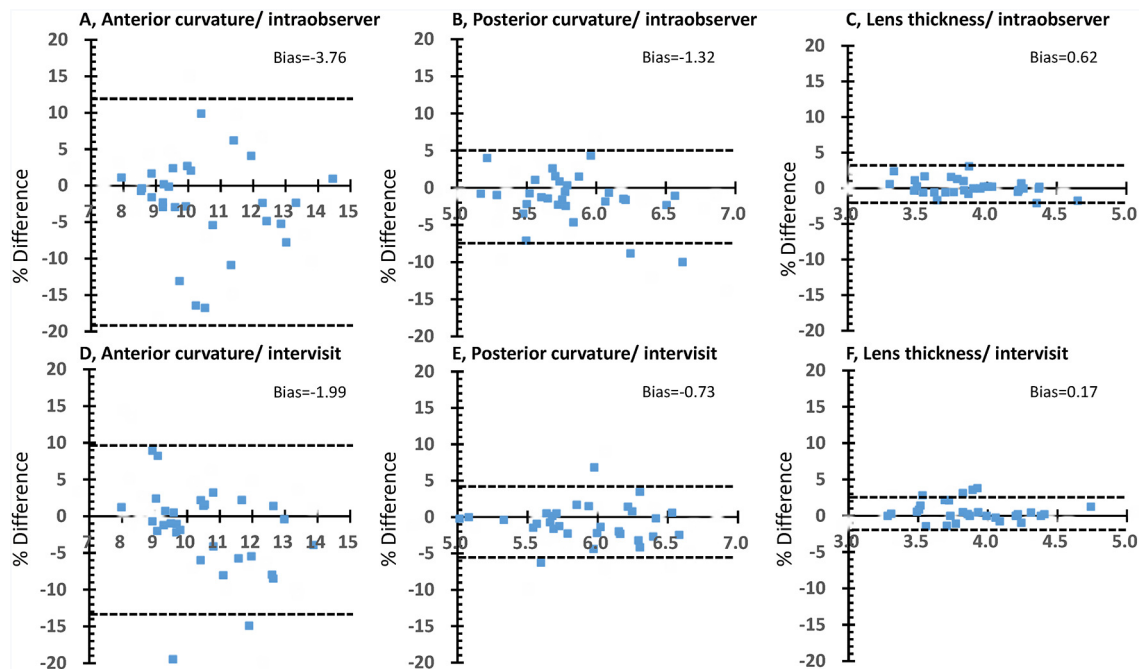 A, Anterior curvature/ intraobserver
Bias=-3.76
% Difference
20
15
10
5
0
-5
-10
-15
-20
7 8 9 10 11 12 13 14 15
B, Posterior curvature/ intraobserver
Bias=-1.32
% Difference
20
15
10
5
0
-5
-10
-15
-20
5.0 5.5 6.0 6.5 7.0
C, Lens thickness/ intraobserver
Bias=0.62
% Difference
20
15
10
5
0
-5
-10
-15
-20
3.0 3.5 4.0 4.5 5.0
D, Anterior curvature/ intervisit
Bias=-1.99
% Difference
20
15
10
5
0
-5
-10
-15
-20
7 8 9 10 11 12 13 14 15
E, Posterior curvature/ intervisit
Bias=-0.73
% Difference
20
15
10
5
0
-5
-10
-15
-20
5.0 5.5 6.0 6.5 7.0
F, Lens thickness/ intervisit
Bias=0.17
% Difference
20
15
10
5
0
-5
-10
-15
-20
3.0 3.5 4.0 4.5 5.0